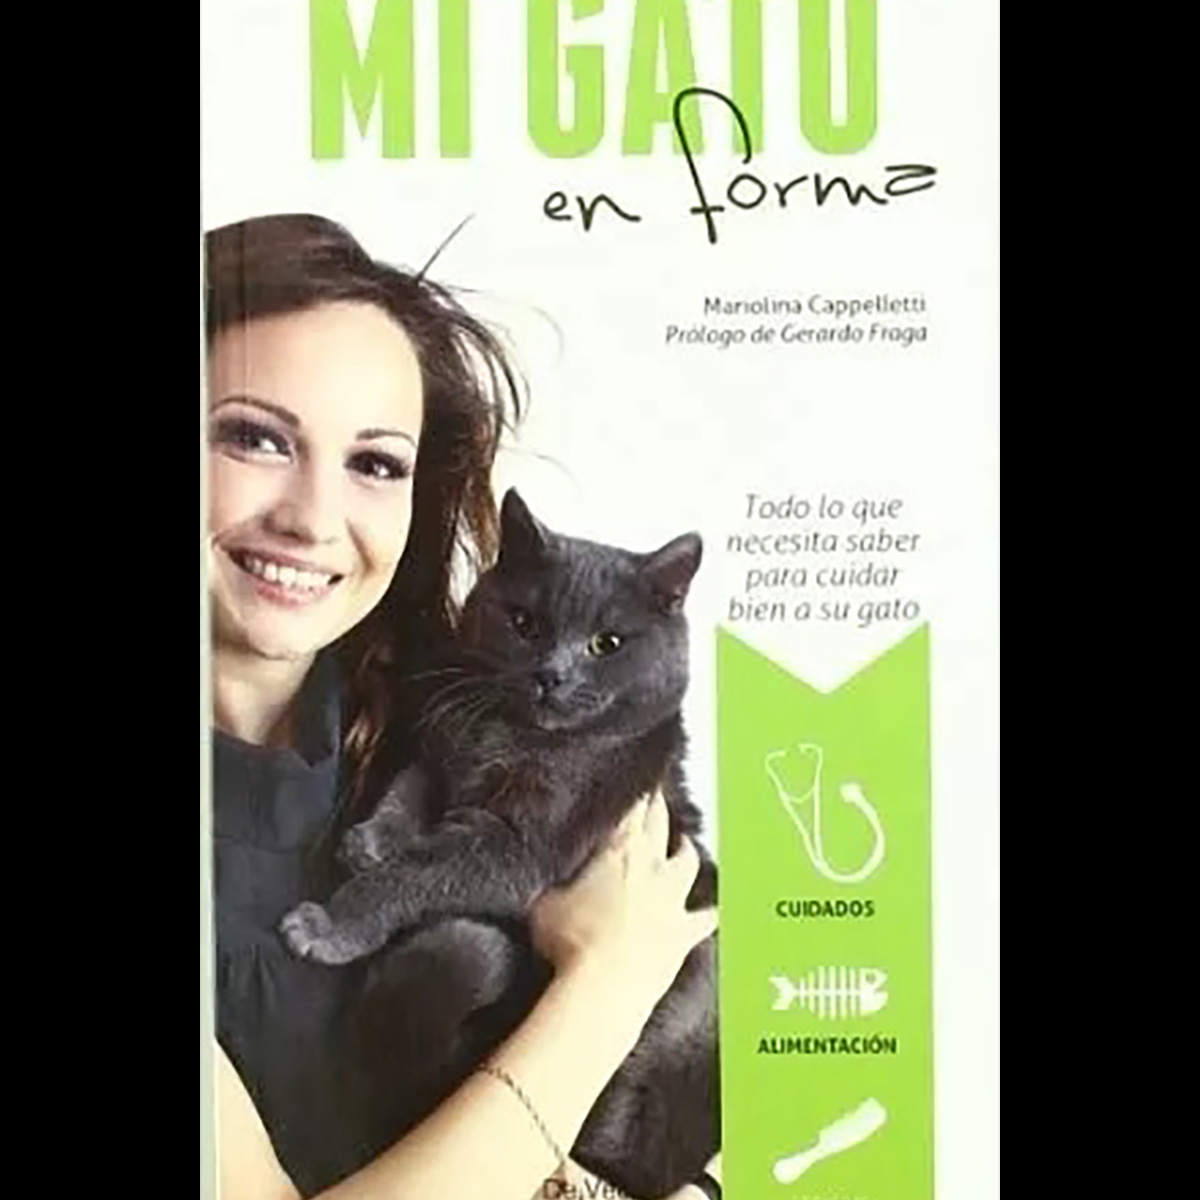 MI GATO
en forma
Mariolina Cappelletti
Prólogo de Gerardo Fraga
Todo lo que
necesita saber
para cuidar
bien a su gato
CUIDADOS
ALIMENTACIÓN